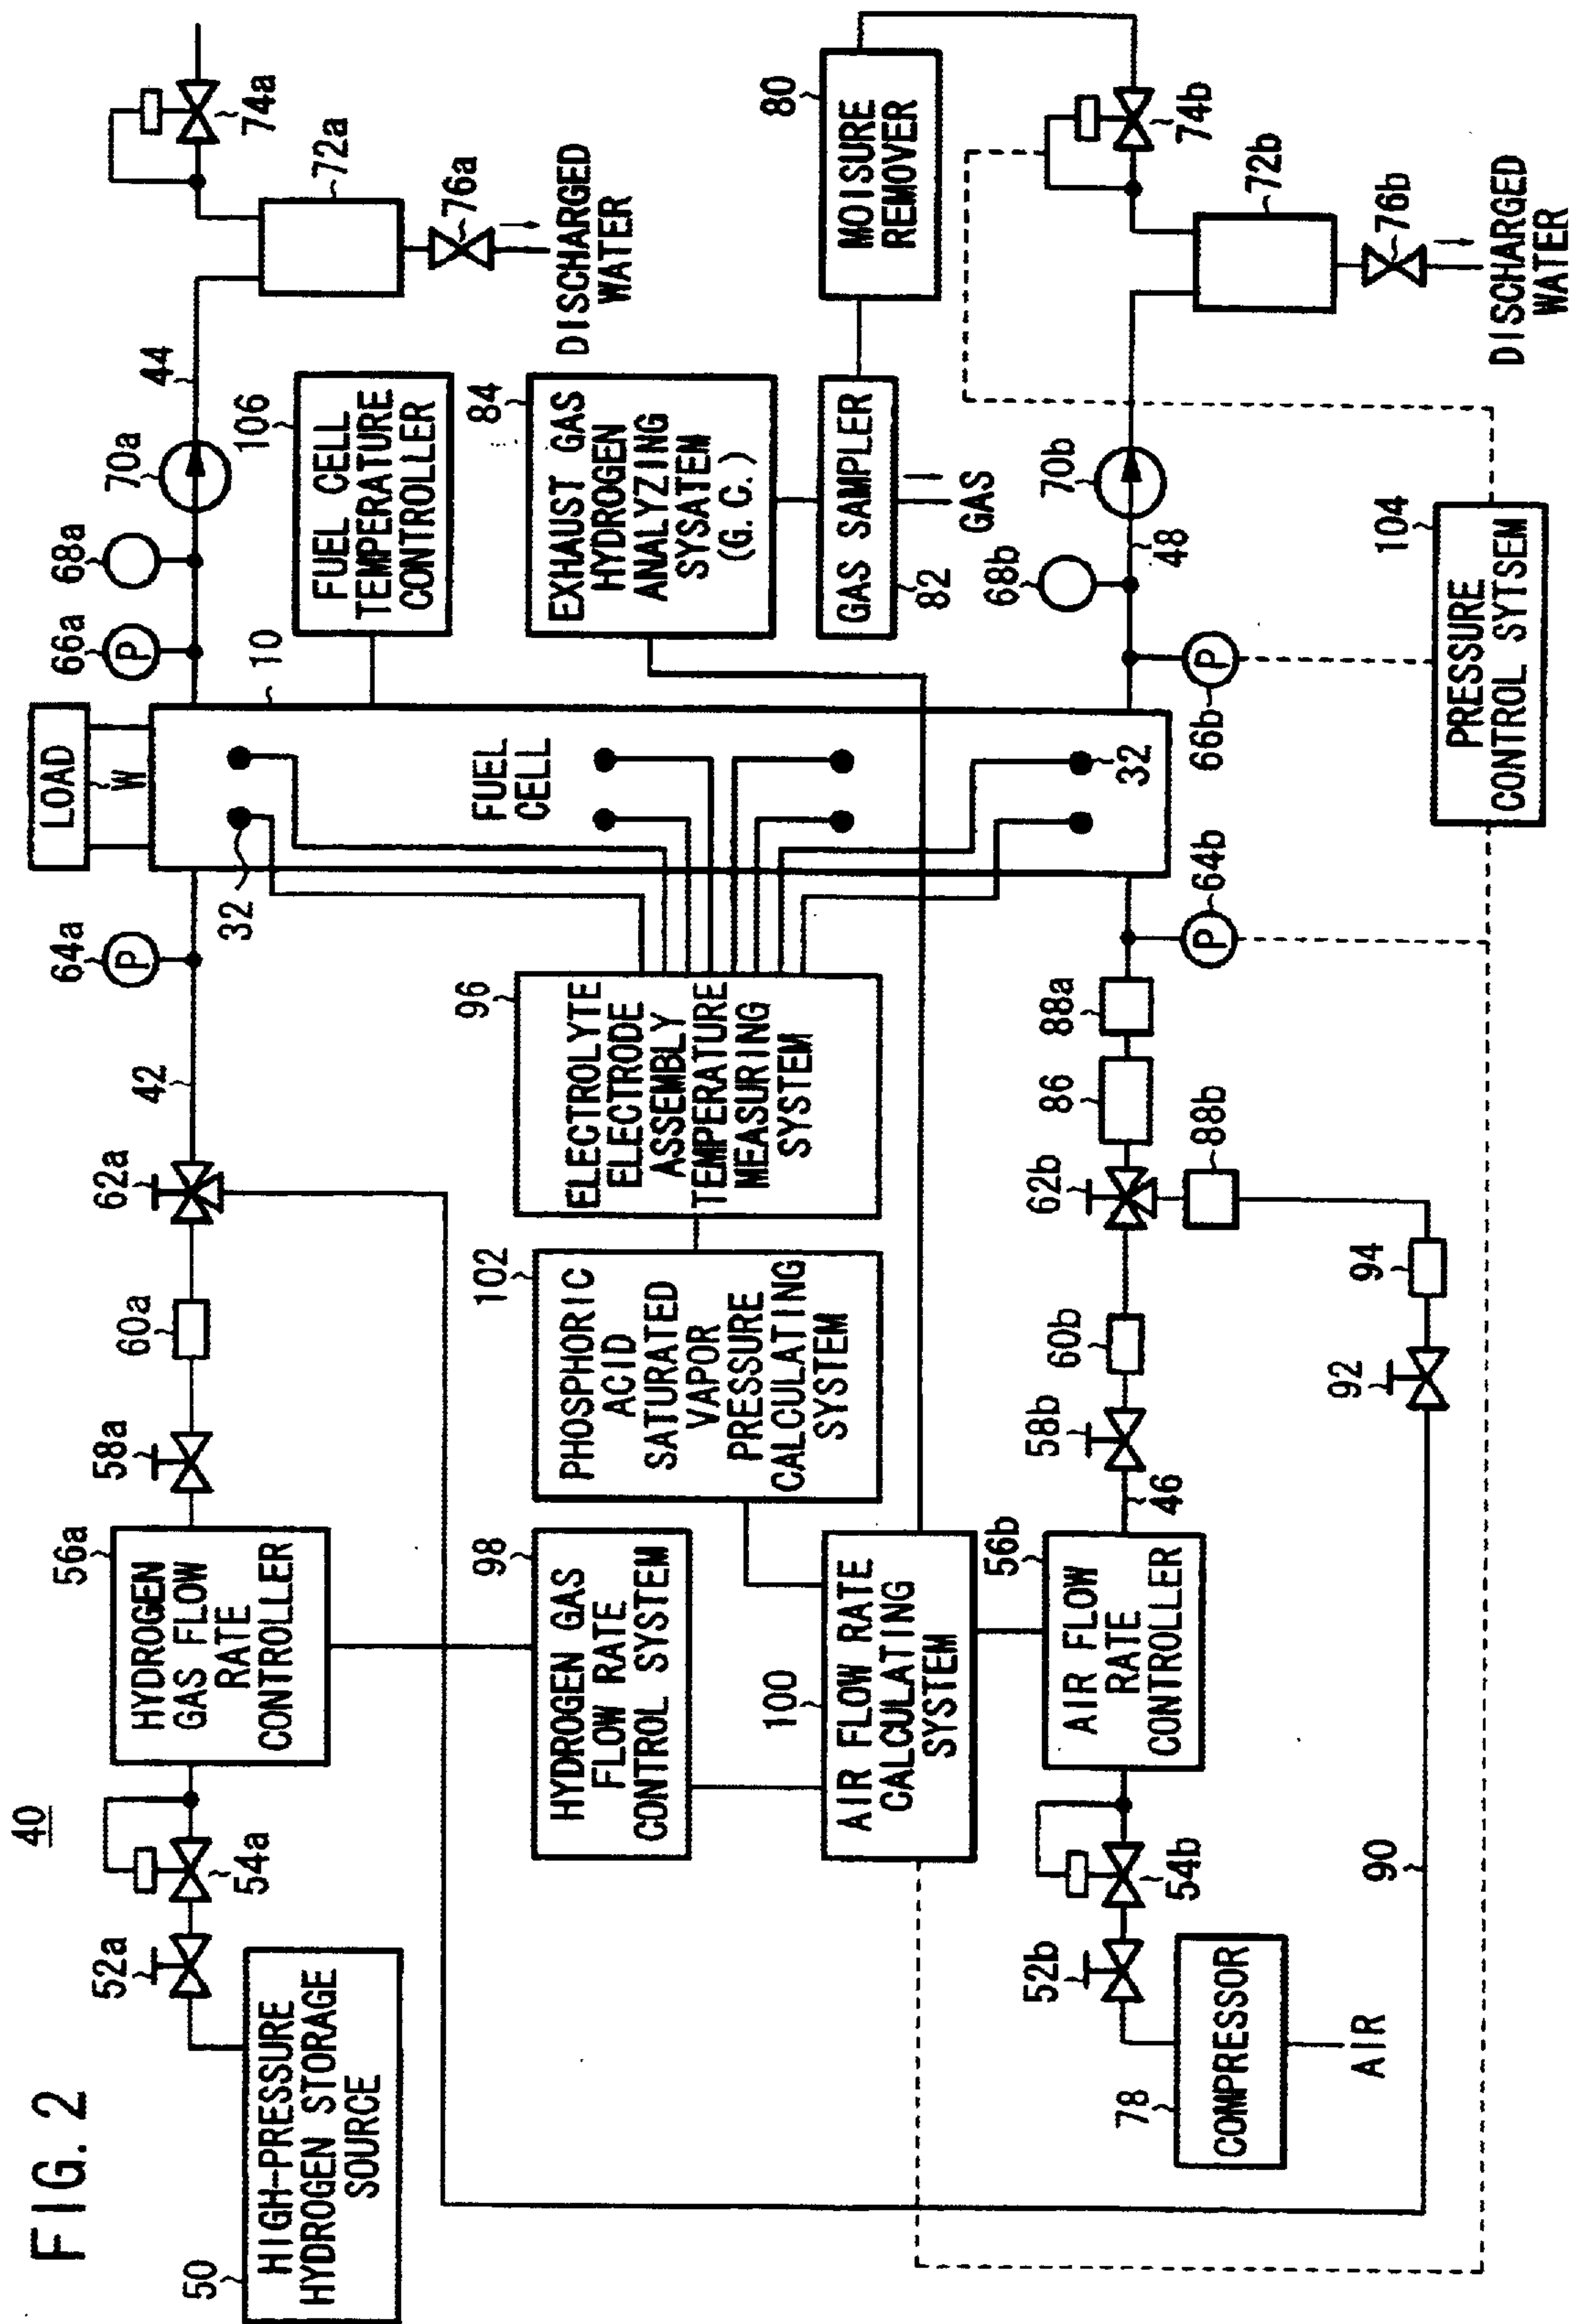 FIG. 2
40
50
HIGH-PRESSURE
HYDROGEN STORAGE
SOURCE
52a
54a
56a
HYDROGEN
GAS FLOW
RATE
CONTROLLER
58a
60a
62a
42
64a
LOAD
W
32
66a
10
68a
70a
44
72a
74a
76a
DISCHARGED
WATER
106
FUEL CELL
TEMPERATURE
CONTROLLER
FUEL
CELL
98
HYDROGEN GAS
FLOW RATE
CONTROL SYSTEM
102
PHOSPHORIC
ACID
SATURATED
VAPOR
PRESSURE
CALCULATING
SYSTEM
96
ELECTROLYTE
ELECTRODE
ASSEMBLY
TEMPERATURE
MEASURING
SYSTEM
84
EXHAUST GAS
HYDROGEN
ANALYZING
SYSATEM
(G. C.)
80
MOISURE
REMOVER
GAS SAMPLER
82
GAS
100
AIR FLOW RATE
CALCULATING
SYSTEM
78
COMPRESSOR
AIR
52b
54b
56b
AIR FLOW
RATE
CONTROLLER
46
58b
60b
62b
86
88a
88b
P
64b
32
P
66b
68b
70b
48
72b
74b
76b
DISCHARGED
WATER
90
92
94
104
PRESSURE
CONTROL SYTSEM
P
P